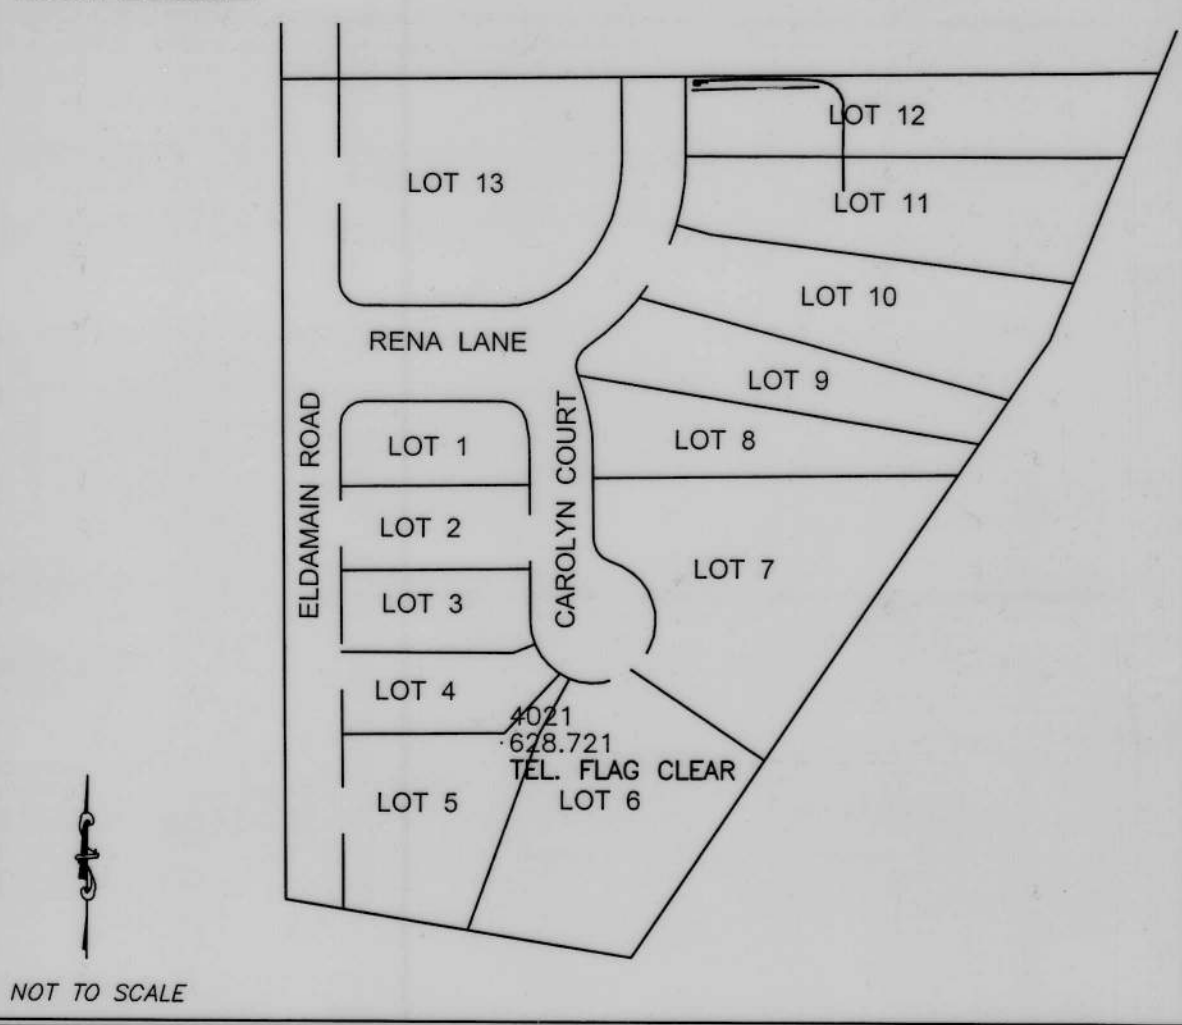 LOT 12
LOT 13
LOT 11
LOT 10
RENA LANE
LOT 9
ELDAMAIN ROAD
LOT 1
CAROLYN COURT
LOT 8
LOT 2
LOT 7
LOT 3
LOT 4
4021
628.721
TEL. FLAG CLEAR
LOT 5
LOT 6
NOT TO SCALE